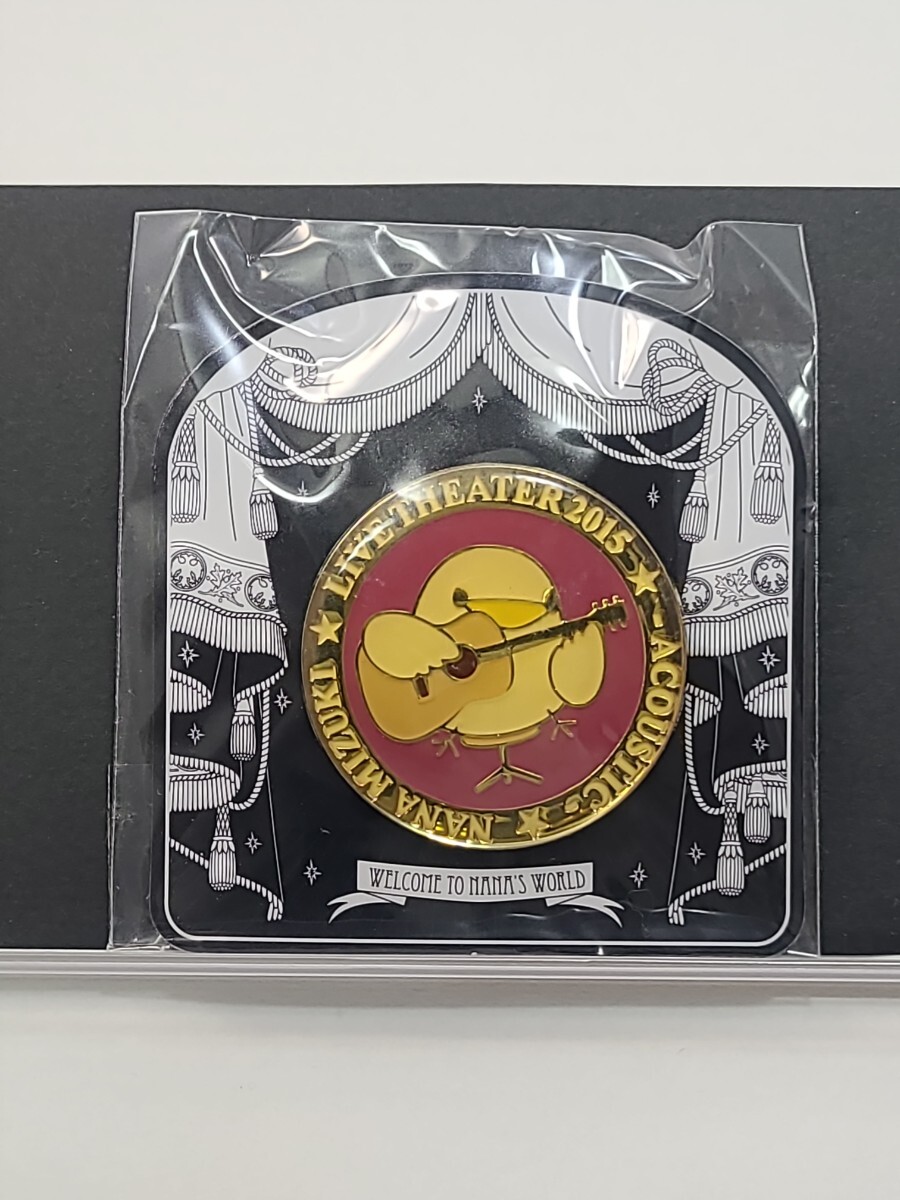 NANA MIZUKI ★ LIVE THEATER 2015 ★ -ACOUSTIC- ★
WELCOME TO NANA'S WORLD